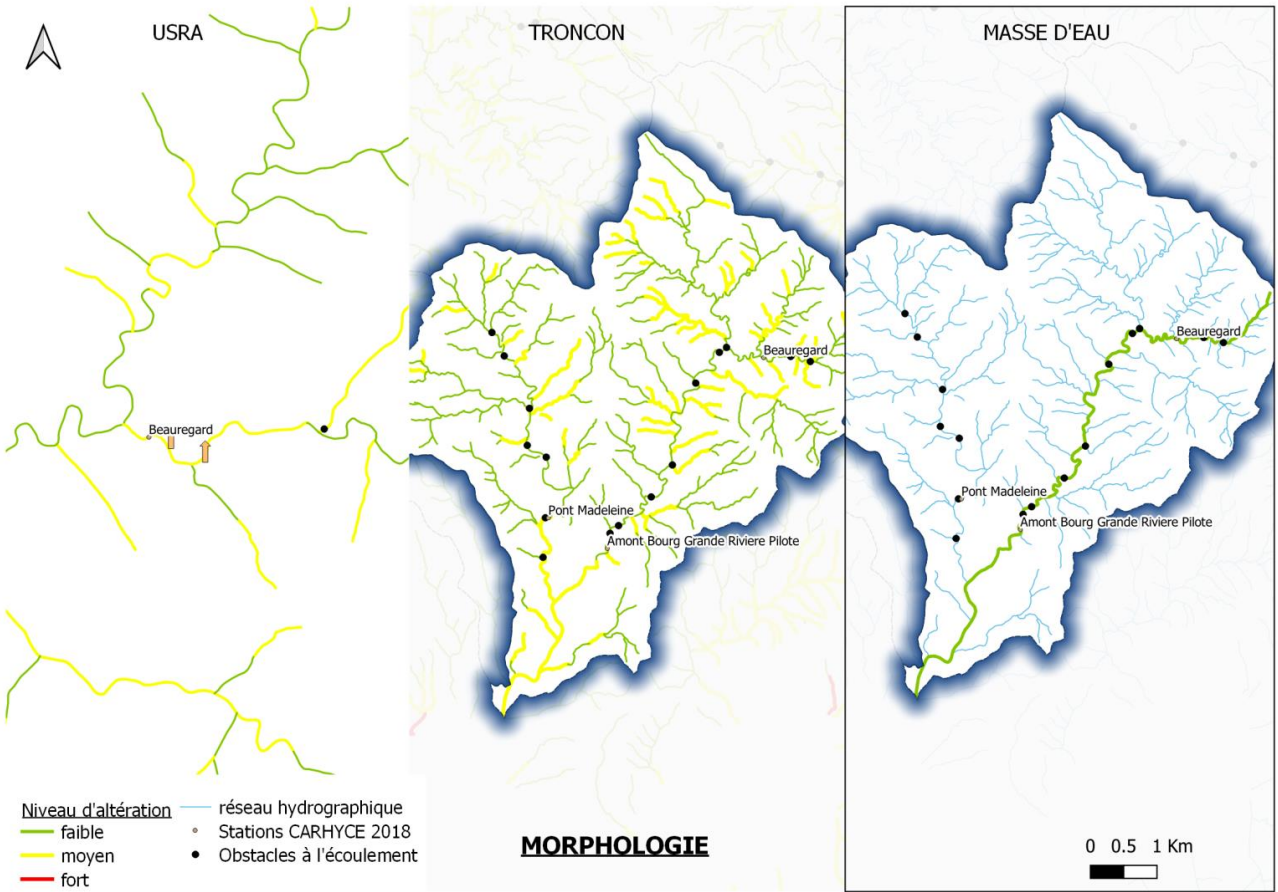 USRA
TRONCON
MASSE D'EAU
Beauregard
Beauregard
Pont Madeleine
Amont Bourg Grande Riviere Pilote
Beauregard
Pont Madeleine
Amont Bourg Grande Riviere Pilote
Niveau d'altération
faible
moyen
fort
réseau hydrographique
Stations CARHYCE 2018
Obstacles à l'écoulement
MORPHOLOGIE
0 0.5 1 Km